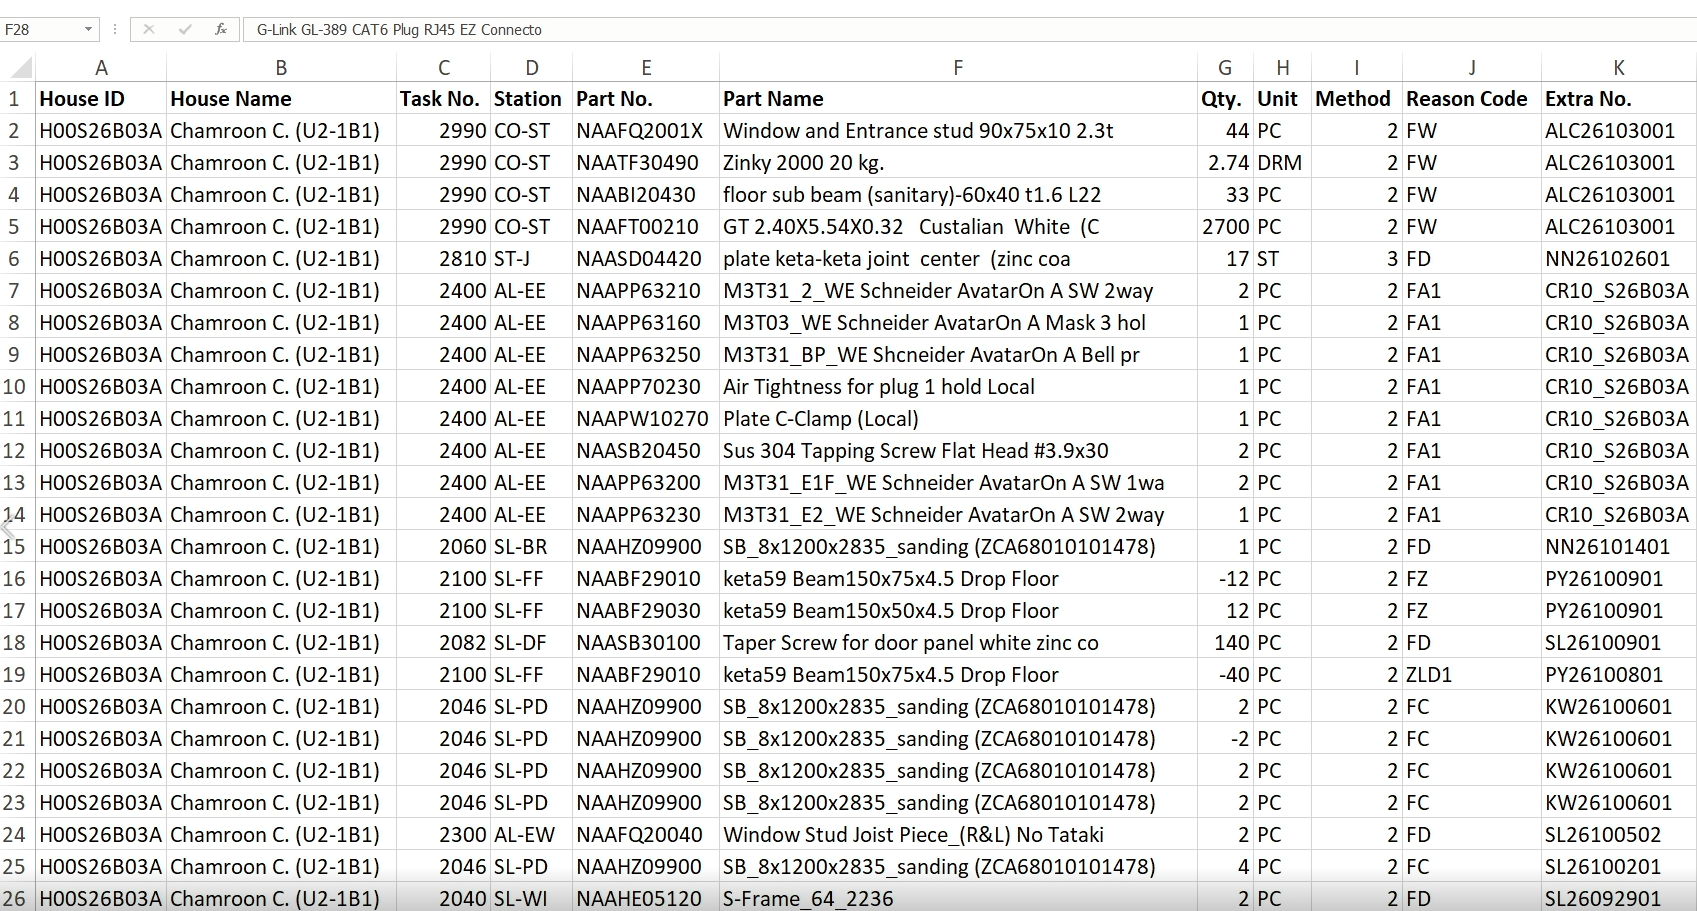 F28 fx G-Link GL-389 CAT6 Plug RJ45 EZ Connecto
A B C D E F G H I J K
1 House ID House Name Task No. Station Part No. Part Name Qty. Unit Method Reason Code Extra No.
2 H00S26B03A Chamroon C. (U2-1B1) 2990 CO-ST NAAFQ2001X Window and Entrance stud 90x75x10 2.3t 44 PC 2 FW ALC26103001
3 H00S26B03A Chamroon C. (U2-1B1) 2990 CO-ST NAATF30490 Zinky 2000 20 kg. 2.74 DRM 2 FW ALC26103001
4 H00S26B03A Chamroon C. (U2-1B1) 2990 CO-ST NAABI20430 floor sub beam (sanitary)-60x40 t1.6 L22 33 PC 2 FW ALC26103001
5 H00S26B03A Chamroon C. (U2-1B1) 2990 CO-ST NAAFT00210 GT 2.40X5.54X0.32 Custalian White (C 2700 PC 2 FW ALC26103001
6 H00S26B03A Chamroon C. (U2-1B1) 2810 ST-J NAASD04420 plate keta-keta joint center (zinc coa 17 ST 3 FD NN26102601
7 H00S26B03A Chamroon C. (U2-1B1) 2400 AL-EE NAAPP63210 M3T31_2_WE Schneider AvatarOn A SW 2way 2 PC 2 FA1 CR10_S26B03A
8 H00S26B03A Chamroon C. (U2-1B1) 2400 AL-EE NAAPP63160 M3T03_WE Schneider AvatarOn A Mask 3 hol 1 PC 2 FA1 CR10_S26B03A
9 H00S26B03A Chamroon C. (U2-1B1) 2400 AL-EE NAAPP63250 M3T31_BP_WE Shcneider AvatarOn A Bell pr 1 PC 2 FA1 CR10_S26B03A
10 H00S26B03A Chamroon C. (U2-1B1) 2400 AL-EE NAAPP70230 Air Tightness for plug 1 hold Local 1 PC 2 FA1 CR10_S26B03A
11 H00S26B03A Chamroon C. (U2-1B1) 2400 AL-EE NAAPW10270 Plate C-Clamp (Local) 1 PC 2 FA1 CR10_S26B03A
12 H00S26B03A Chamroon C. (U2-1B1) 2400 AL-EE NAASB20450 Sus 304 Tapping Screw Flat Head #3.9x30 2 PC 2 FA1 CR10_S26B03A
13 H00S26B03A Chamroon C. (U2-1B1) 2400 AL-EE NAAPP63200 M3T31_E1F_WE Schneider AvatarOn A SW 1wa 2 PC 2 FA1 CR10_S26B03A
14 H00S26B03A Chamroon C. (U2-1B1) 2400 AL-EE NAAPP63230 M3T31_E2_WE Schneider AvatarOn A SW 2way 1 PC 2 FA1 CR10_S26B03A
15 H00S26B03A Chamroon C. (U2-1B1) 2060 SL-BR NAAHZ09900 SB_8x1200x2835_sanding (ZCA68010101478) 1 PC 2 FD NN26101401
16 H00S26B03A Chamroon C. (U2-1B1) 2100 SL-FF NAABF29010 keta59 Beam150x75x4.5 Drop Floor -12 PC 2 FZ PY26100901
17 H00S26B03A Chamroon C. (U2-1B1) 2100 SL-FF NAABF29030 keta59 Beam150x50x4.5 Drop Floor 12 PC 2 FZ PY26100901
18 H00S26B03A Chamroon C. (U2-1B1) 2082 SL-DF NAASB30100 Taper Screw for door panel white zinc co 140 PC 2 FD SL26100901
19 H00S26B03A Chamroon C. (U2-1B1) 2100 SL-FF NAABF29010 keta59 Beam150x75x4.5 Drop Floor -40 PC 2 ZLD1 PY26100801
20 H00S26B03A Chamroon C. (U2-1B1) 2046 SL-PD NAAHZ09900 SB_8x1200x2835_sanding (ZCA68010101478) 2 PC 2 FC KW26100601
21 H00S26B03A Chamroon C. (U2-1B1) 2046 SL-PD NAAHZ09900 SB_8x1200x2835_sanding (ZCA68010101478) -2 PC 2 FC KW26100601
22 H00S26B03A Chamroon C. (U2-1B1) 2046 SL-PD NAAHZ09900 SB_8x1200x2835_sanding (ZCA68010101478) 2 PC 2 FC KW26100601
23 H00S26B03A Chamroon C. (U2-1B1) 2046 SL-PD NAAHZ09900 SB_8x1200x2835_sanding (ZCA68010101478) 2 PC 2 FC KW26100601
24 H00S26B03A Chamroon C. (U2-1B1) 2300 AL-EW NAAFQ20040 Window Stud Joist Piece_(R&L) No Tataki 2 PC 2 FD SL26100502
25 H00S26B03A Chamroon C. (U2-1B1) 2046 SL-PD NAAHZ09900 SB_8x1200x2835_sanding (ZCA68010101478) 4 PC 2 FC SL26100201
26 H00S26B03A Chamroon C. (U2-1B1) 2040 SL-WI NAAHE05120 S-Frame_64_2236 2 PC 2 FD SL26092901